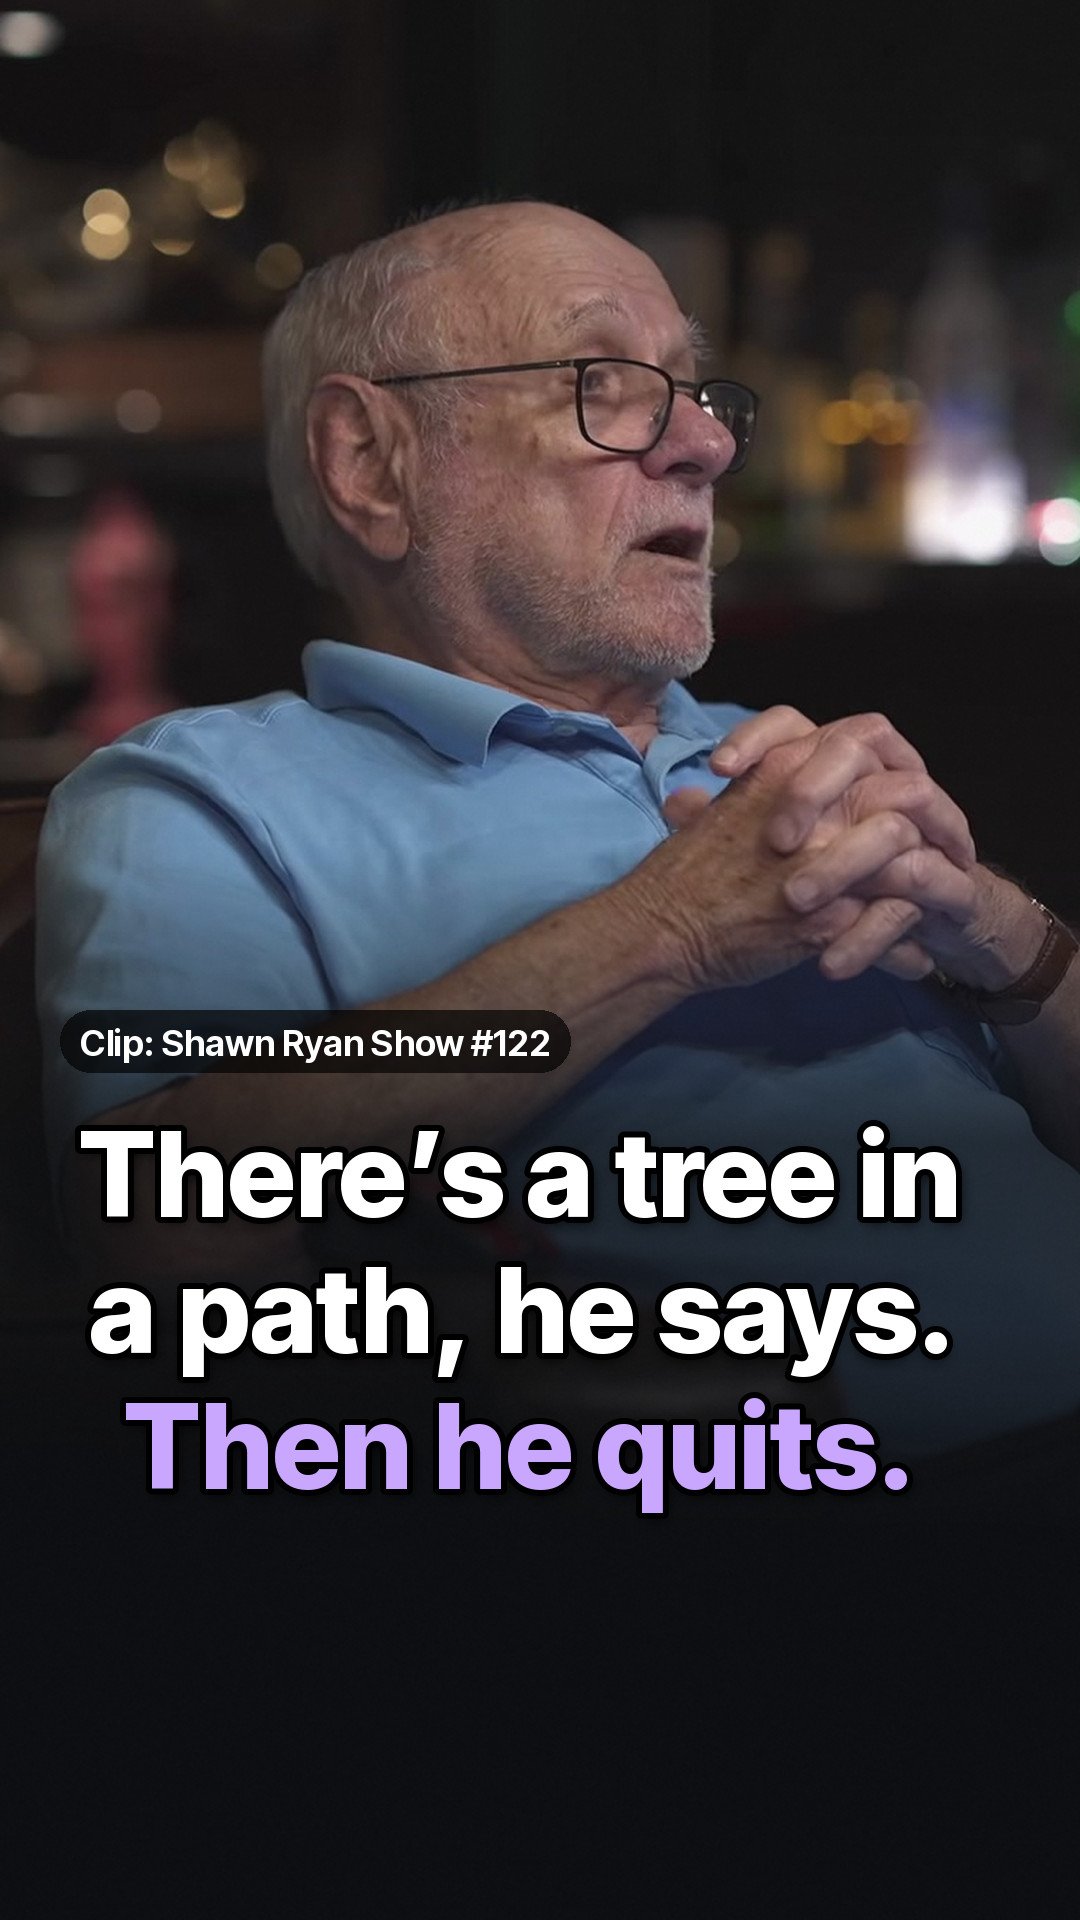 Clip: Shawn Ryan Show #122
There’s a tree in
a path, he says.
Then he quits.